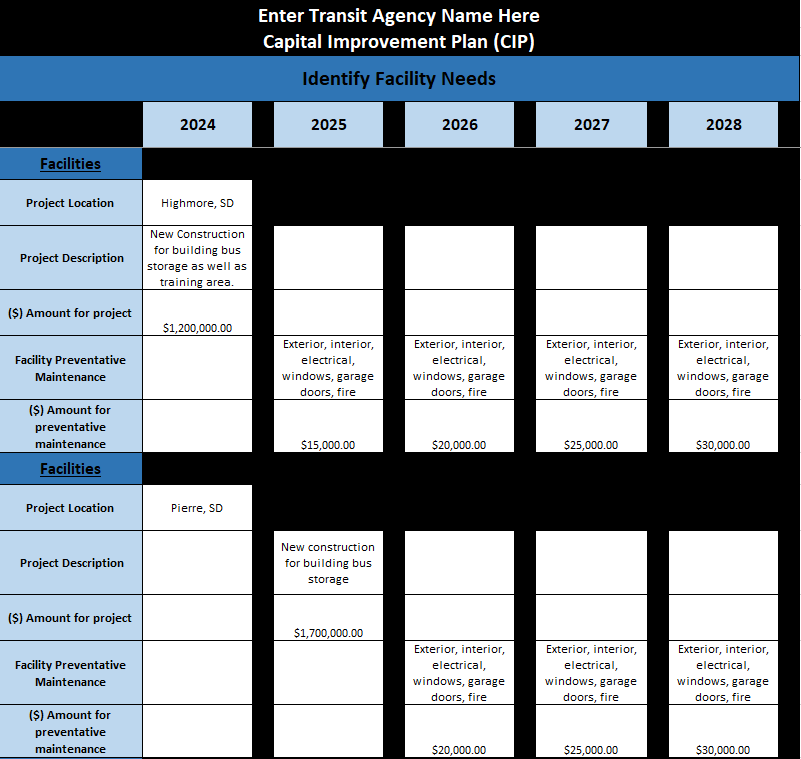 Enter Transit Agency Name Here
Capital Improvement Plan (CIP)
Identify Facility Needs
2024 2025 2026 2027 2028
Facilities
Project Location Highmore, SD
Project Description
New Construction
for building bus
storage as well as
training area.
($) Amount for project
$1,200,000.00
Facility Preventative
Maintenance
Exterior, interior,
electrical,
windows, garage
doors, fire
Exterior, interior,
electrical,
windows, garage
doors, fire
Exterior, interior,
electrical,
windows, garage
doors, fire
Exterior, interior,
electrical,
windows, garage
doors, fire
($) Amount for
preventative
maintenance
$15,000.00 $20,000.00 $25,000.00 $30,000.00
Facilities
Project Location Pierre, SD
Project Description
New construction
for building bus
storage
($) Amount for project
$1,700,000.00
Facility Preventative
Maintenance
Exterior, interior,
electrical,
windows, garage
doors, fire
Exterior, interior,
electrical,
windows, garage
doors, fire
Exterior, interior,
electrical,
windows, garage
doors, fire
($) Amount for
preventative
maintenance
$20,000.00 $25,000.00 $30,000.00